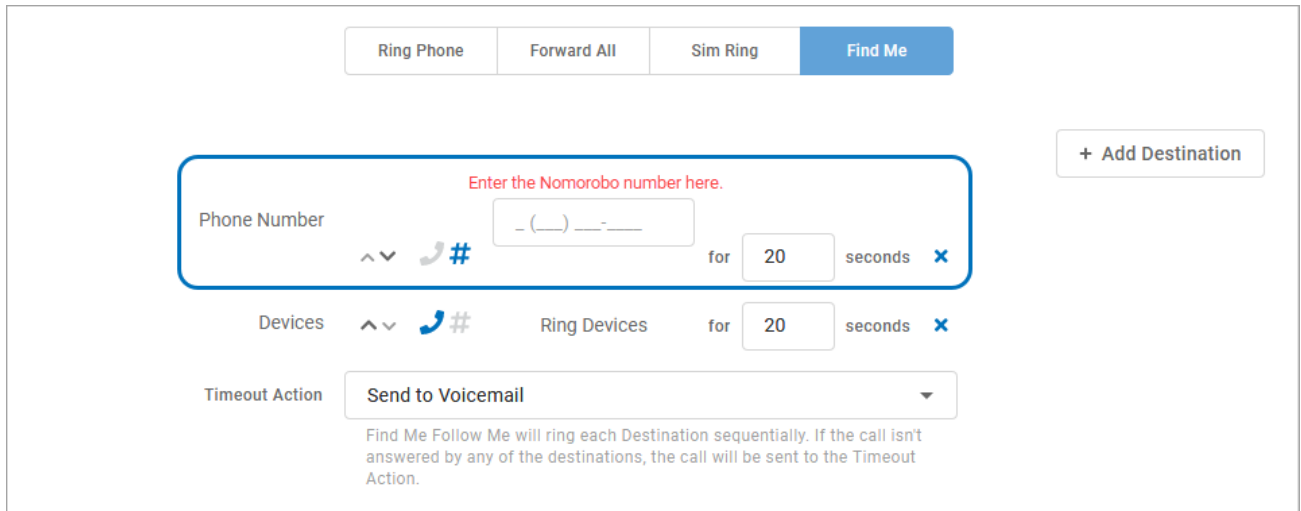 Ring Phone Forward All Sim Ring Find Me
+ Add Destination
Enter the Nomorobo number here.
Phone Number _ (___) ___-____
# for 20 seconds ×
Devices # Ring Devices for 20 seconds ×
Timeout Action Send to Voicemail
Find Me Follow Me will ring each Destination sequentially. If the call isn't
answered by any of the destinations, the call will be sent to the Timeout
Action.